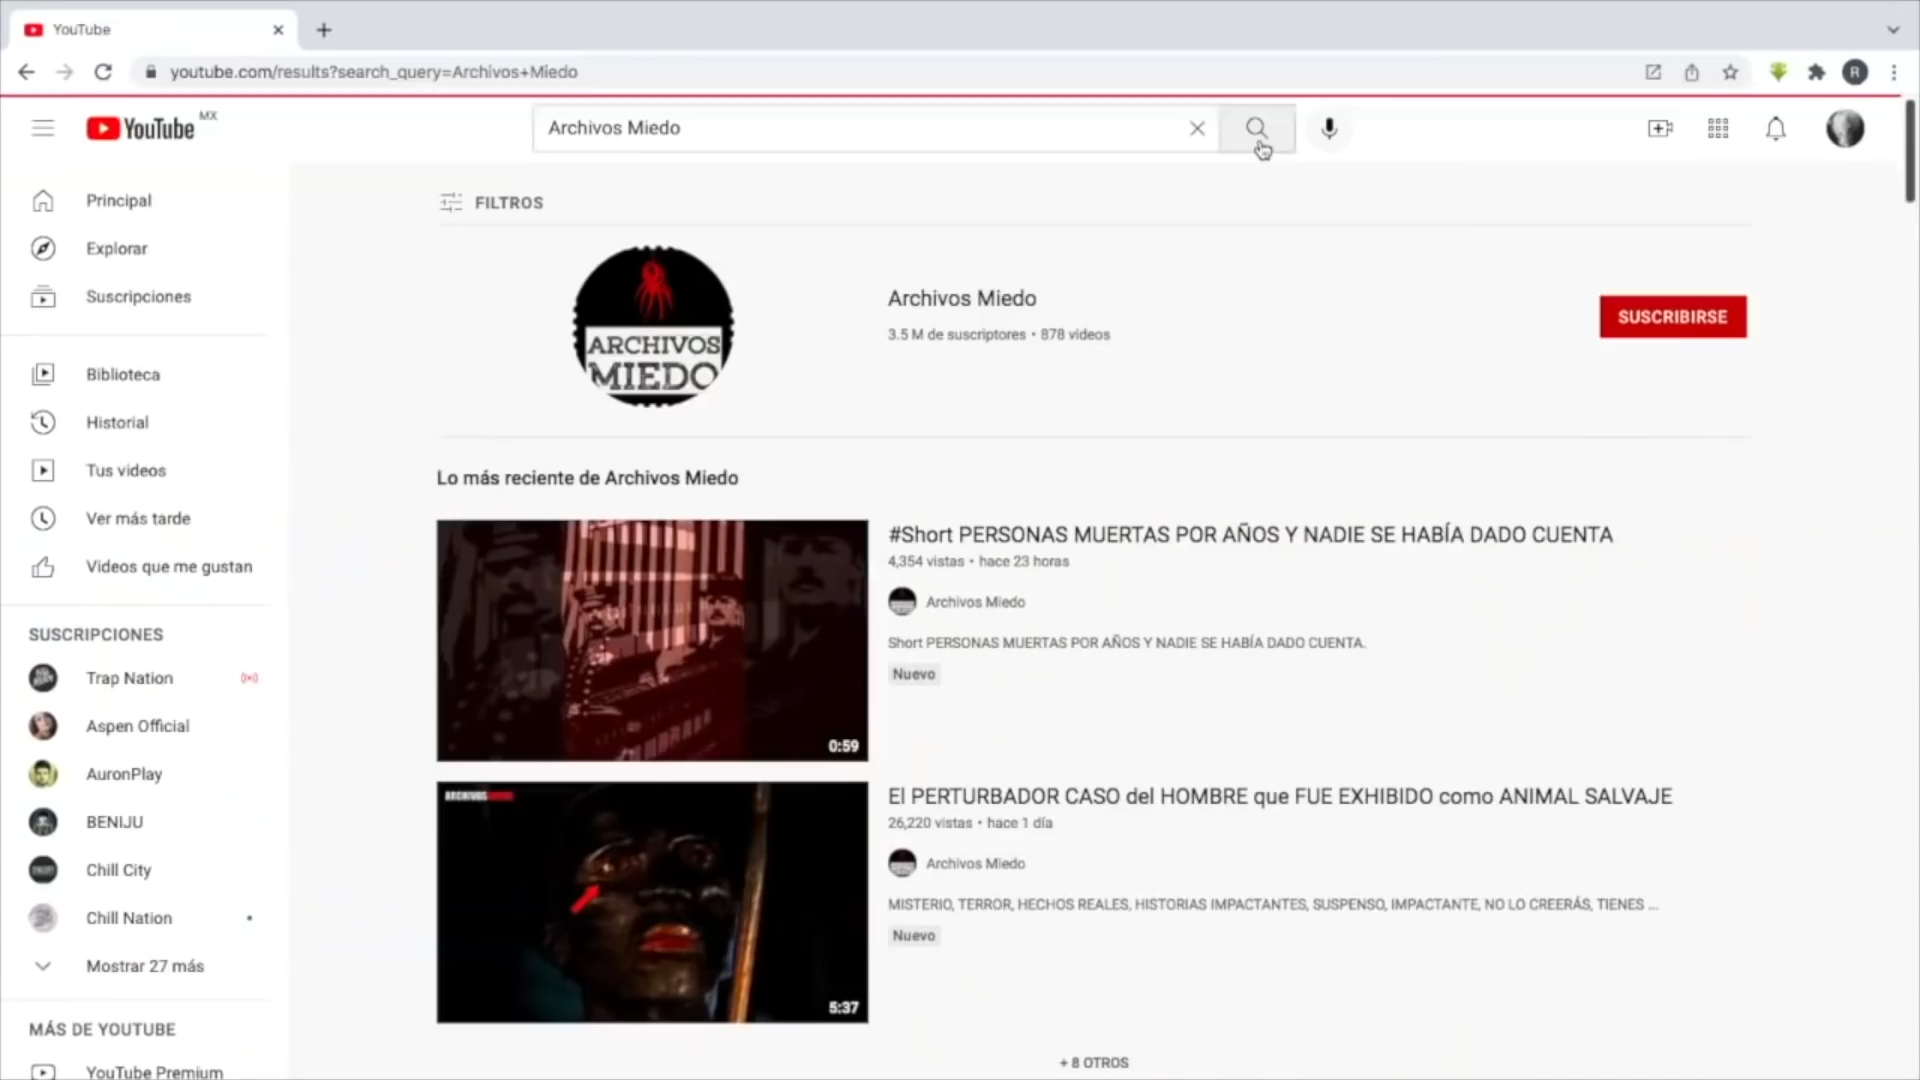 YouTube
youtube.com/results?search_query=Archivos+Miedo
R
YouTube MX
Archivos Miedo
Principal
Explorar
Suscripciones
Biblioteca
Historial
Tus videos
Ver más tarde
Videos que me gustan
SUSCRIPCIONES
Trap Nation
Aspen Official
AuronPlay
BENIJU
Chill City
Chill Nation
Mostrar 27 más
MÁS DE YOUTUBE
YouTube Premium
FILTROS
ARCHIVOS
MIEDO
Archivos Miedo
3.5 M de suscriptores • 878 videos
SUSCRIBIRSE
Lo más reciente de Archivos Miedo
0:59
#Short PERSONAS MUERTAS POR AÑOS Y NADIE SE HABÍA DADO CUENTA
4,354 vistas • hace 23 horas
Archivos Miedo
Short PERSONAS MUERTAS POR AÑOS Y NADIE SE HABÍA DADO CUENTA.
Nuevo
ARCHIVOS
5:37
El PERTURBADOR CASO del HOMBRE que FUE EXHIBIDO como ANIMAL SALVAJE
26,220 vistas • hace 1 día
Archivos Miedo
MISTERIO, TERROR, HECHOS REALES, HISTORIAS IMPACTANTES, SUSPENSO, IMPACTANTE, NO LO CREERÁS, TIENES ...
Nuevo
+ 8 OTROS